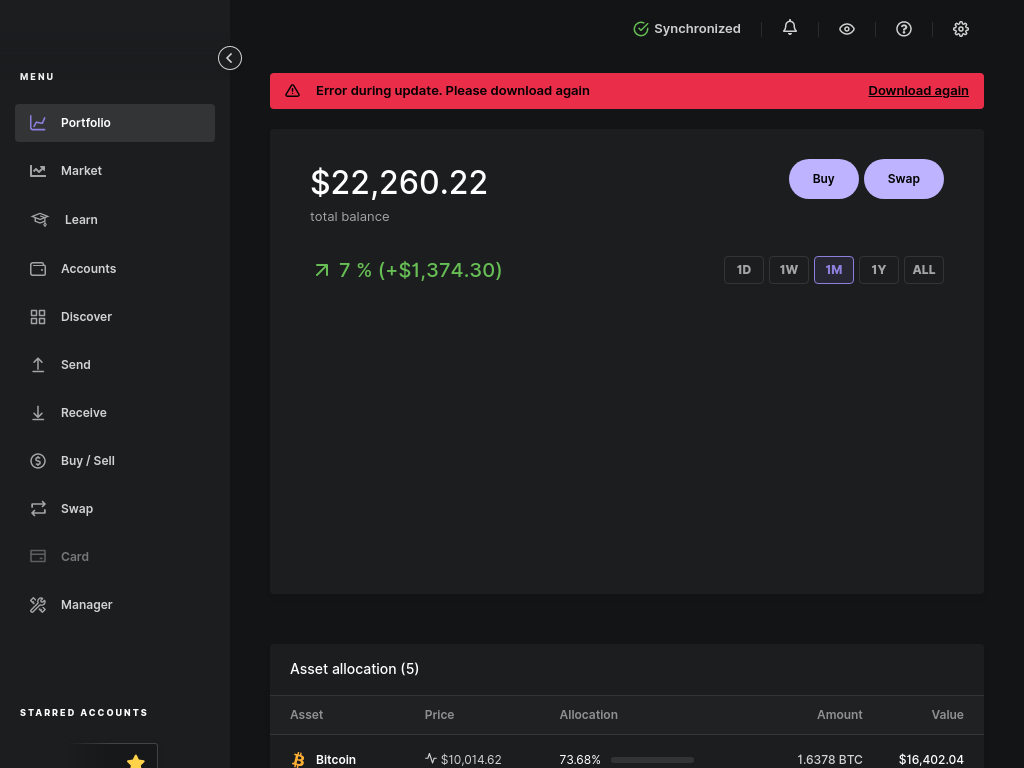 Synchronized
MENU
Error during update. Please download again
Download again
Portfolio
Market
Learn
Accounts
Discover
Send
Receive
Buy / Sell
Swap
Card
Manager
STARRED ACCOUNTS
$22,260.22
total balance
Buy
Swap
7 % (+$1,374.30)
1D 1W 1M 1Y ALL
Asset allocation (5)
Asset Price Allocation Amount Value
Bitcoin $10,014.62 73.68% 1.6378 BTC $16,402.04